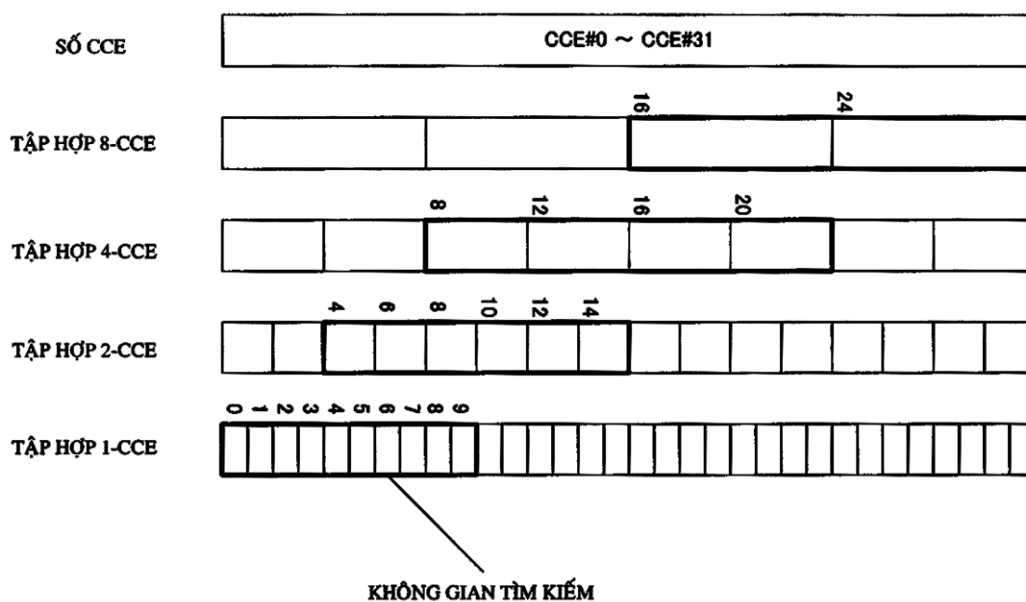 SỐ CCE
CCE#0 ~ CCE#31
16 24
TẬP HỢP 8-CCE
8 12 16 20
TẬP HỢP 4-CCE
4 6 8 10 12 14
TẬP HỢP 2-CCE
0 1 2 3 4 5 6 7 8 9
TẬP HỢP 1-CCE
KHÔNG GIAN TÌM KIẾM